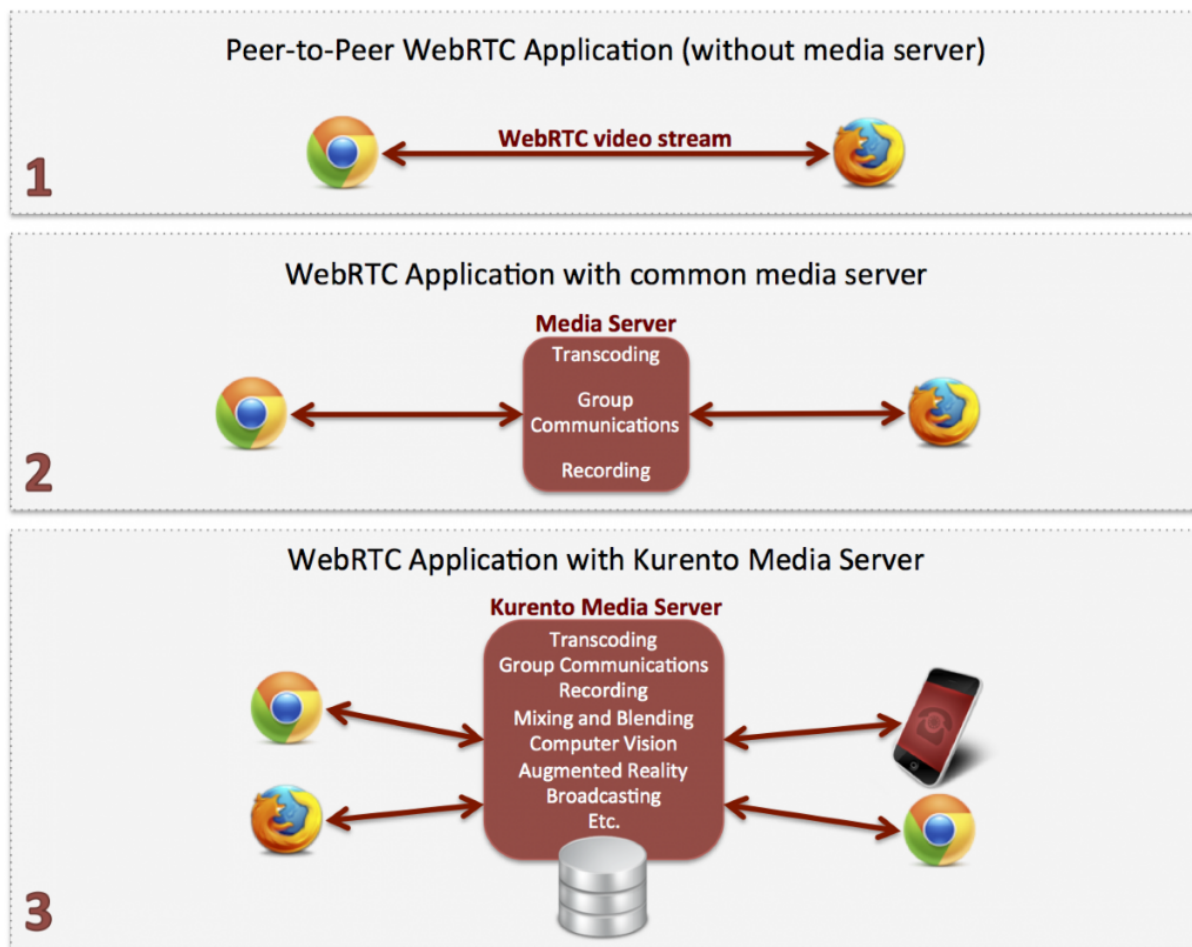 Peer-to-Peer WebRTC Application (without media server)
WebRTC video stream
1
WebRTC Application with common media server
Media Server
Transcoding
Group
Communications
Recording
2
WebRTC Application with Kurento Media Server
Kurento Media Server
Transcoding
Group Communications
Recording
Mixing and Blending
Computer Vision
Augmented Reality
Broadcasting
Etc.
3